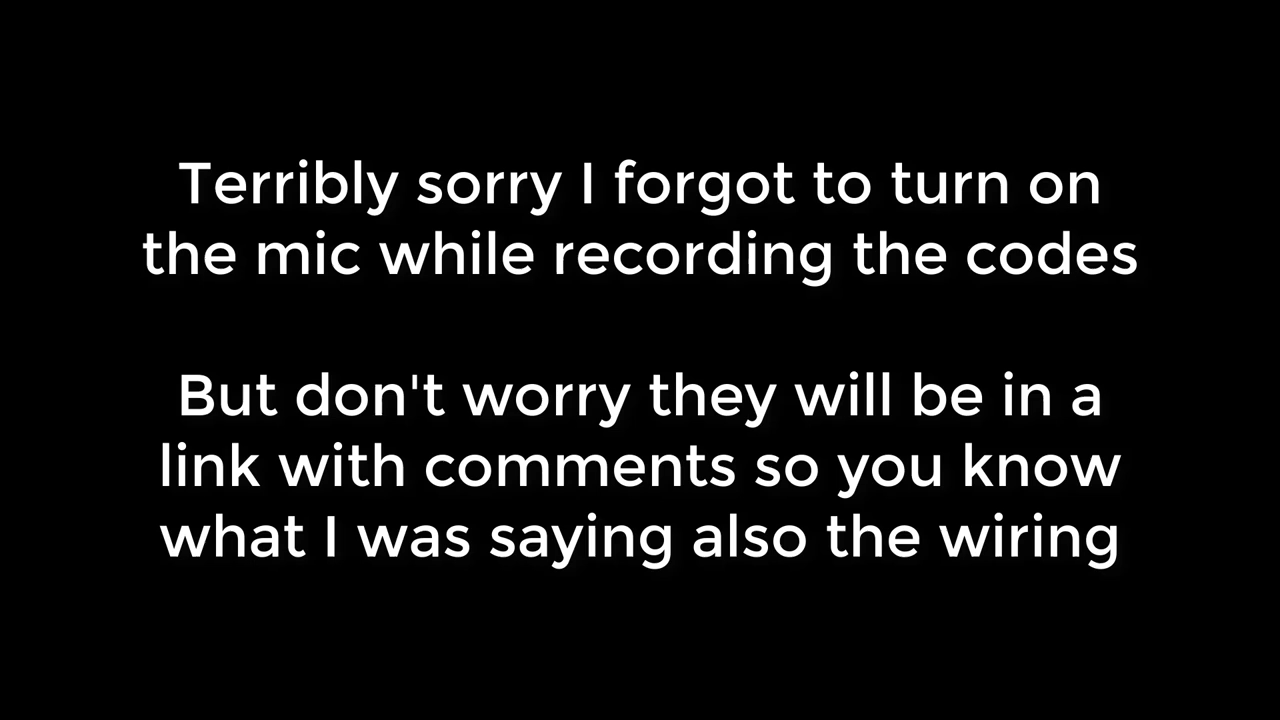 Terribly sorry I forgot to turn on
the mic while recording the codes
But don't worry they will be in a
link with comments so you know
what I was saying also the wiring